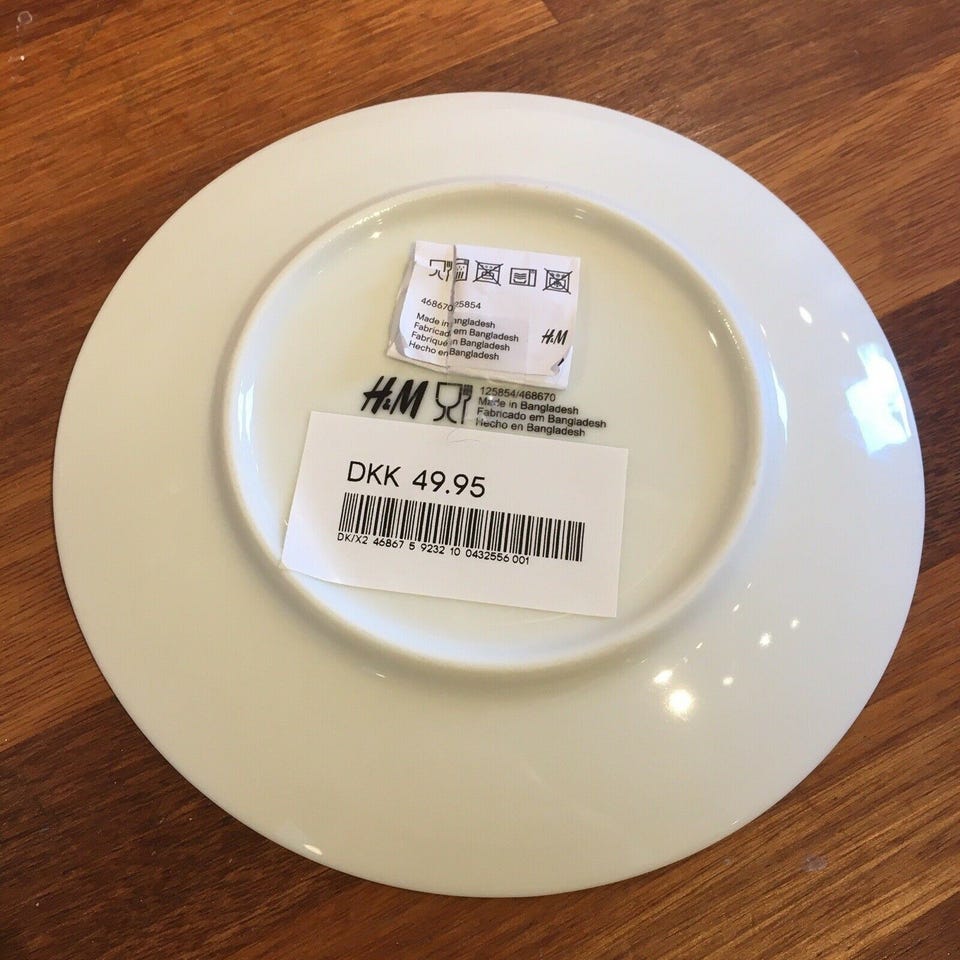 468670 25854
Made in Bangladesh
Fabricado em Bangladesh
Fabriqué en Bangladesh
Hecho en Bangladesh
H&M
H&M
125854/468670
Made in Bangladesh
Fabricado em Bangladesh
Hecho en Bangladesh
DKK 49.95
DK/X2 46867 5 9232 10 0432556 001